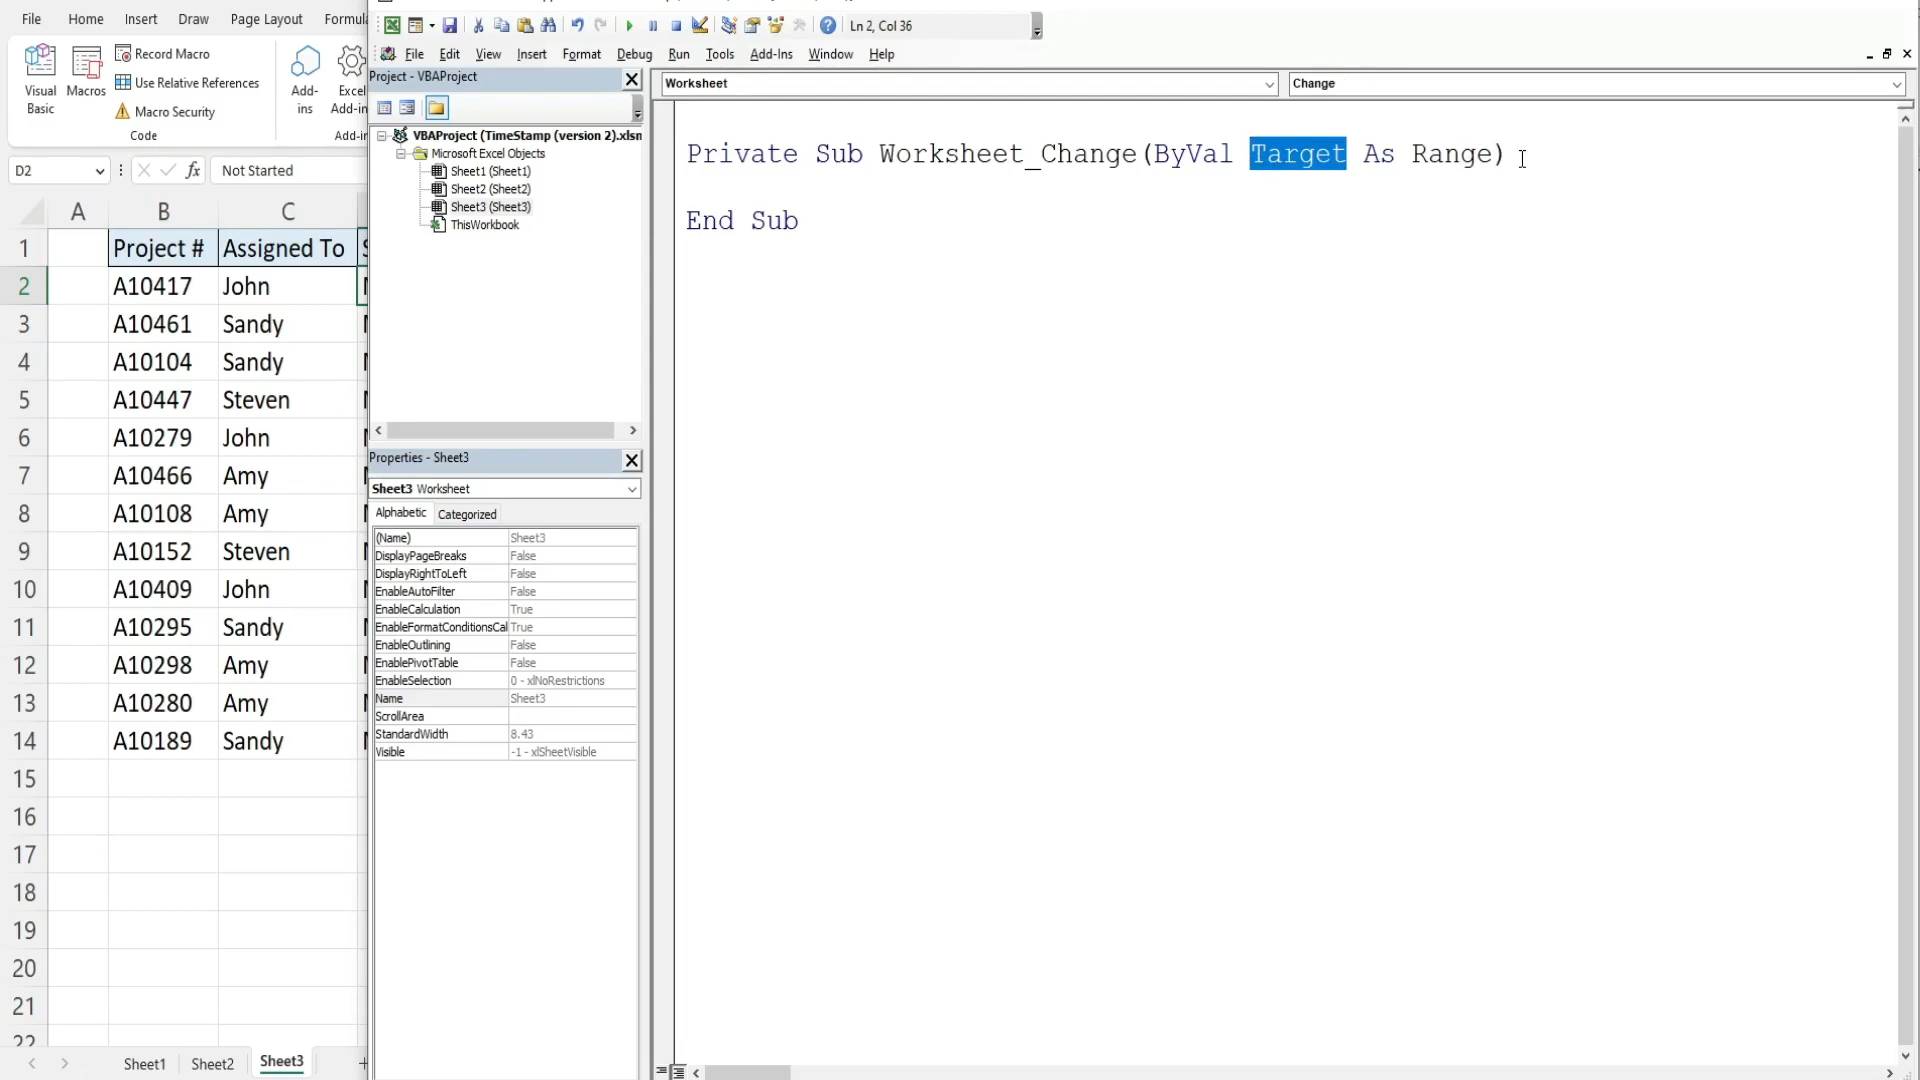 File Home Insert Draw Page Layout
Visual Basic
Macros
Record Macro
Use Relative References
Macro Security
Code
Add-ins
Excel
D2
fx
Not Started
A B C
1 Project # Assigned To
2 A10417 John
3 A10461 Sandy
4 A10104 Sandy
5 A10447 Steven
6 A10279 John
7 A10466 Amy
8 A10108 Amy
9 A10152 Steven
10 A10409 John
11 A10295 Sandy
12 A10298 Amy
13 A10280 Amy
14 A10189 Sandy
15
16
17
18
19
20
21
22
Sheet1 Sheet2 Sheet3 +
Ln 2, Col 36
File Edit View Insert Format Debug Run Tools Add-Ins Window Help
Project - VBAProject
VBAProject (TimeStamp (version 2).xlsm
Microsoft Excel Objects
Sheet1 (Sheet1)
Sheet2 (Sheet2)
Sheet3 (Sheet3)
ThisWorkbook
Properties - Sheet3
Sheet3 Worksheet
Alphabetic Categorized
(Name) Sheet3
DisplayPageBreaks False
DisplayRightToLeft False
EnableAutoFilter False
EnableCalculation True
EnableFormatConditionsCal True
EnableOutlining False
EnablePivotTable False
EnableSelection 0 - xlNoRestrictions
Name Sheet3
ScrollArea
StandardWidth 8.43
Visible -1 - xlSheetVisible
Worksheet Change
Private Sub Worksheet_Change(ByVal Target As Range)
End Sub